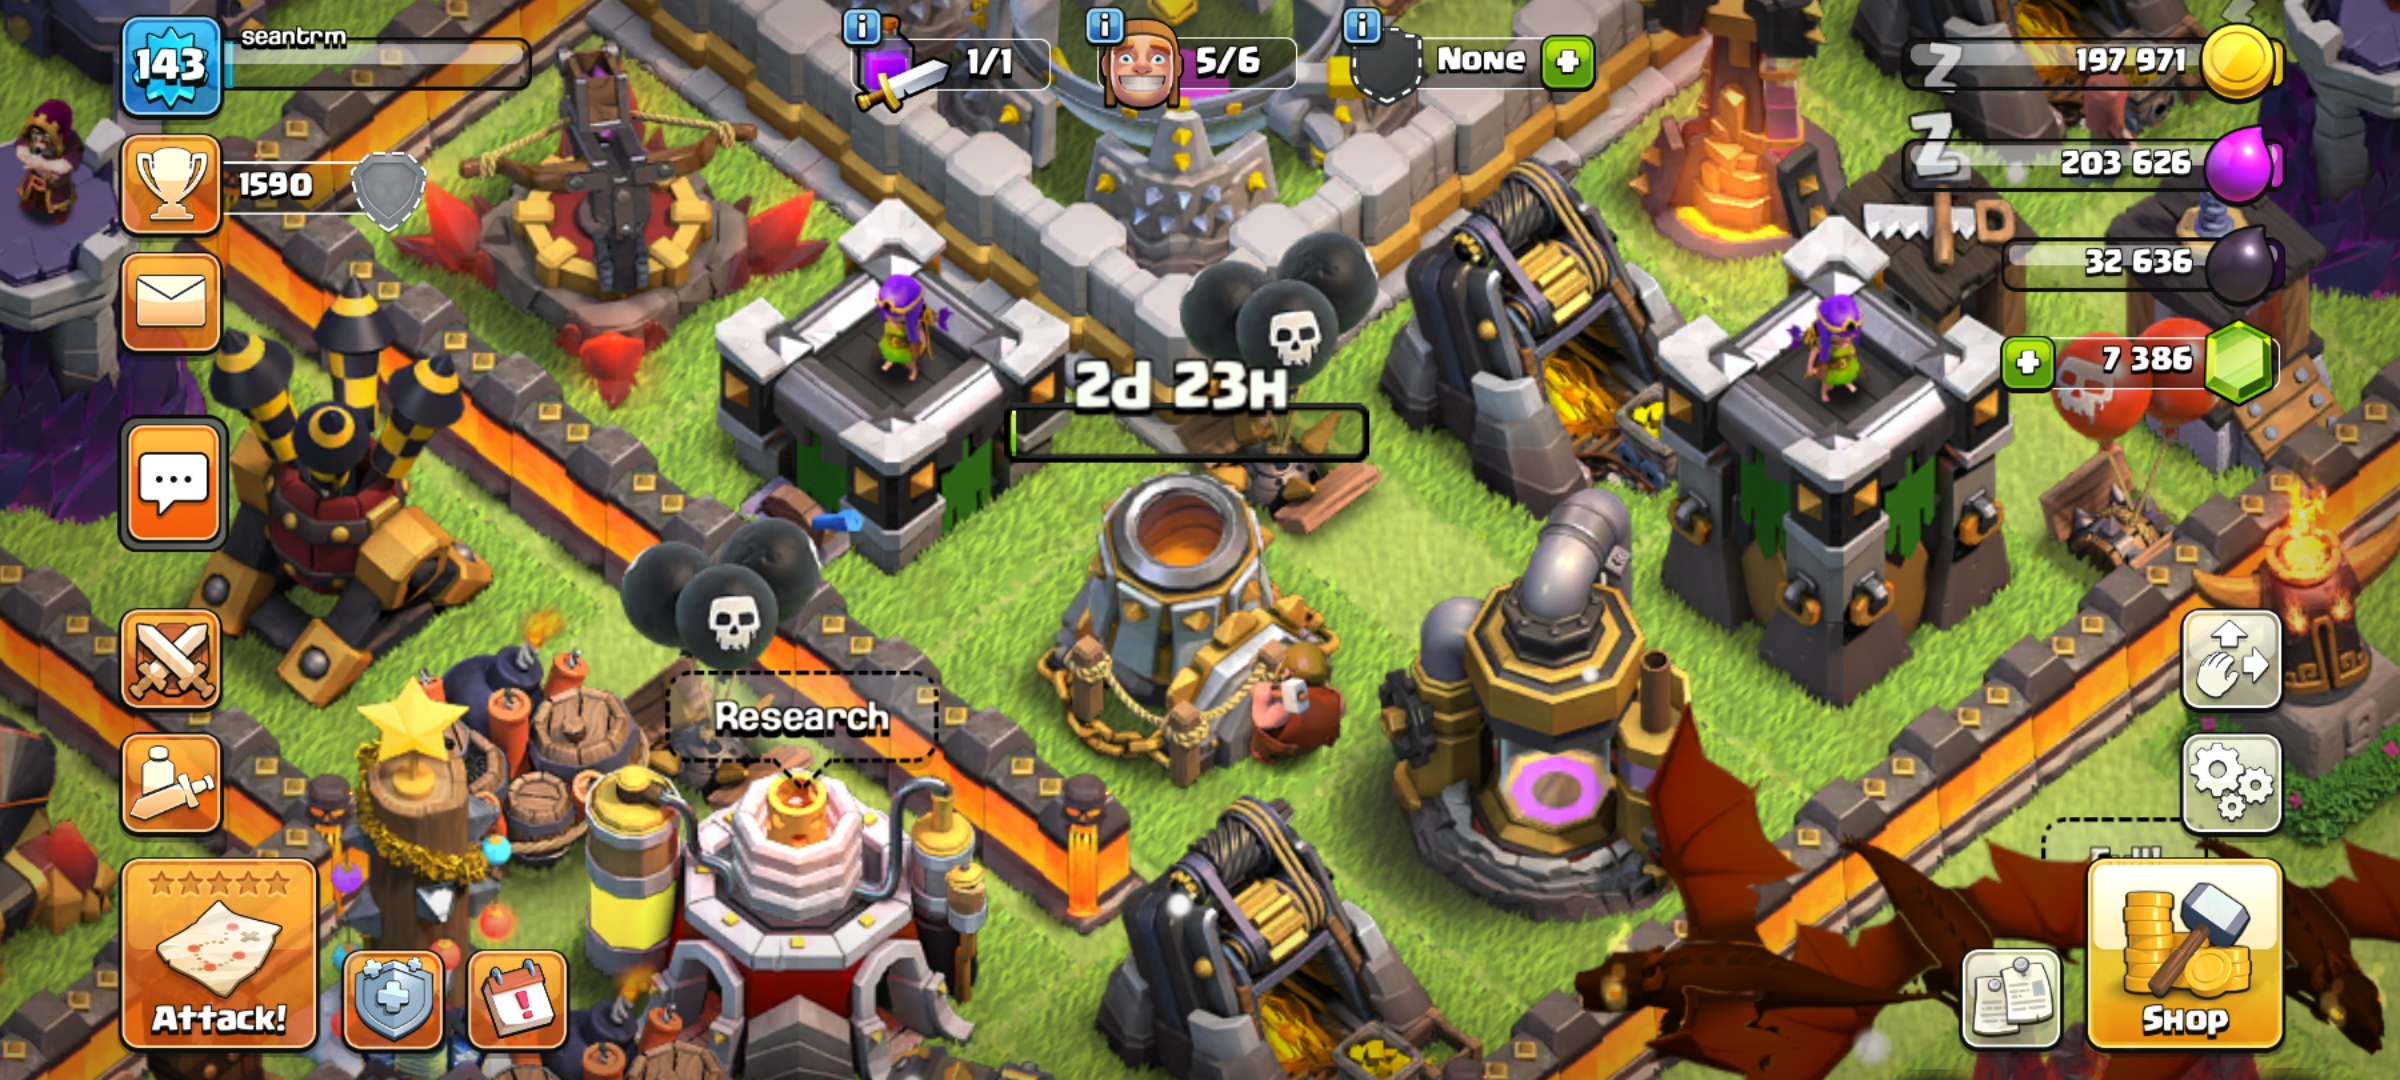 143
seantrm
1/1
5/6
None
197 971
1590
203 626
32 636
7 386
2d 23H
Research
Attack!
Shop